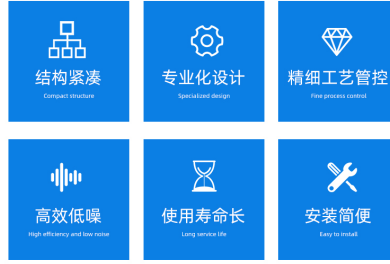 结构紧凑
Compact structure
专业化设计
Specialized design
精细工艺管控
Fine process control
高效低噪
High efficiency and low noise
使用寿命长
Long service life
安装简便
Easy to install